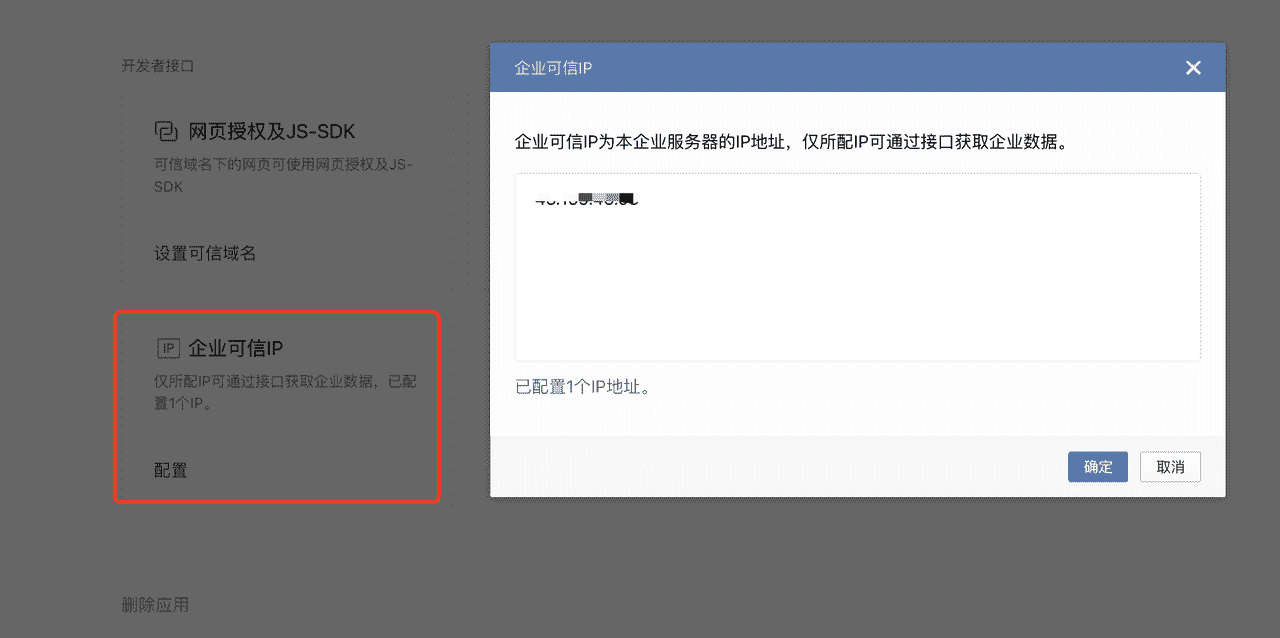 开发者接口
网页授权及JS-SDK
可信域名下的网页可使用网页授权及JS-
SDK
设置可信域名
IP 企业可信IP
仅所配IP可通过接口获取企业数据，已配
置1个IP。
配置
删除应用
企业可信IP
企业可信IP为本企业服务器的IP地址，仅所配IP可通过接口获取企业数据。
已配置1个IP地址。
确定
取消